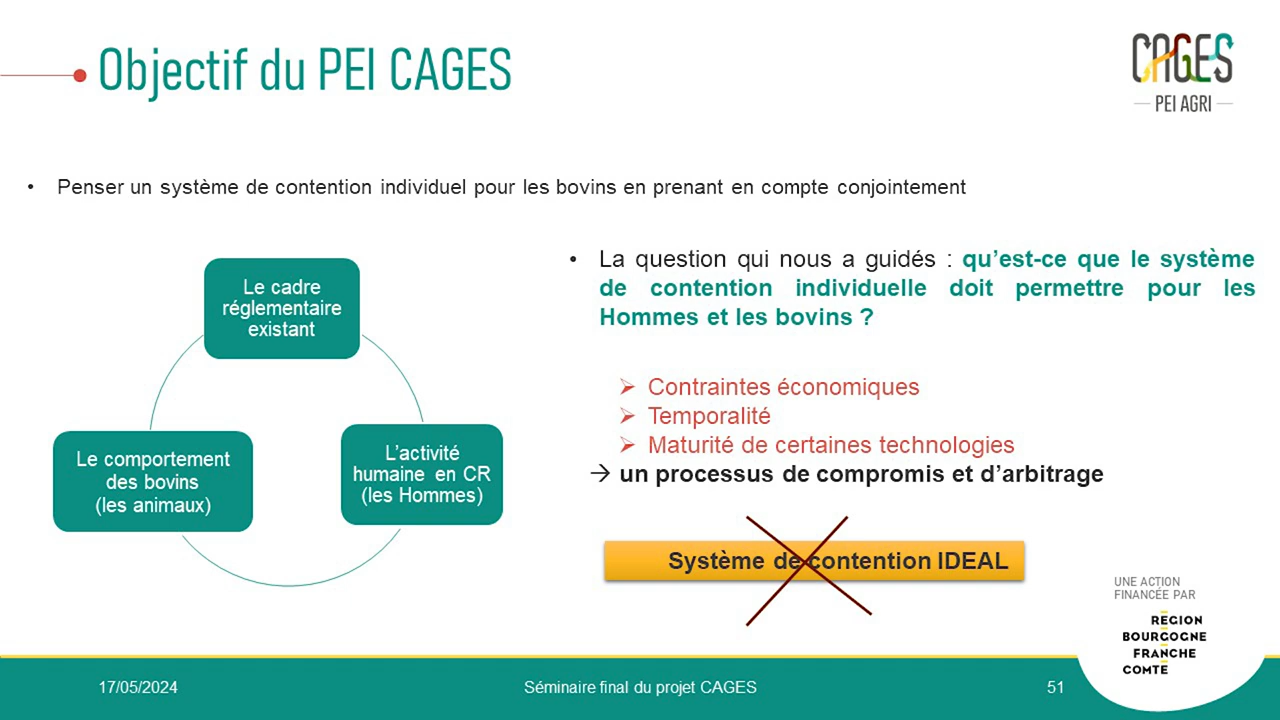 Objectif du PEI CAGES
CAGES
PEI AGRI
• Penser un système de contention individuel pour les bovins en prenant en compte conjointement
Le cadre
réglementaire
existant
Le comportement
des bovins
(les animaux)
L’activité
humaine en CR
(les Hommes)
• La question qui nous a guidés : qu’est-ce que le système
de contention individuelle doit permettre pour les
Hommes et les bovins ?
➢ Contraintes économiques
➢ Temporalité
➢ Maturité de certaines technologies
→ un processus de compromis et d’arbitrage
Système de contention IDEAL
UNE ACTION
FINANCÉE PAR
RÉGION
BOURGOGNE
FRANCHE
COMTE
17/05/2024
Séminaire final du projet CAGES
51